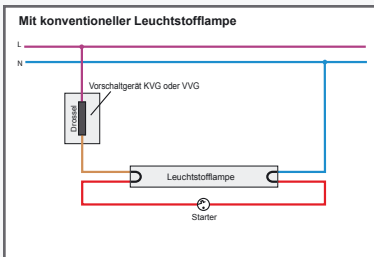 Mit konventioneller Leuchtstofflampe
L
N
Vorschaltgerät KVG oder VVG
Drossel
Leuchtstofflampe
Starter